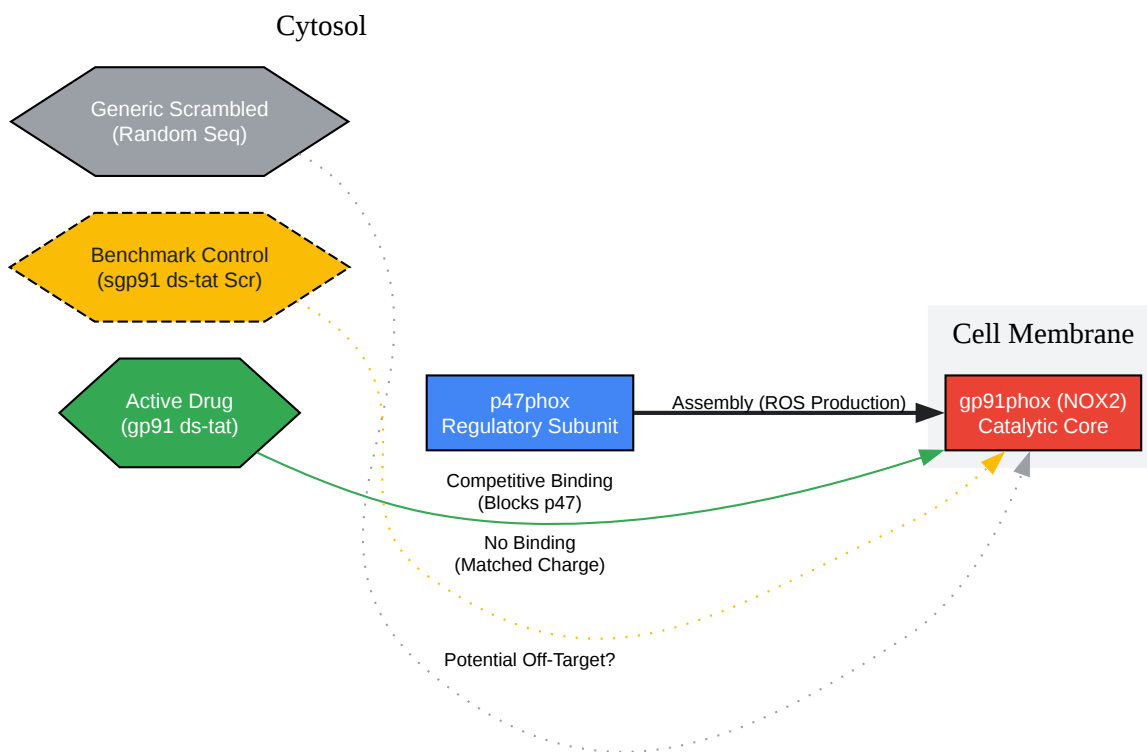 Cytosol
Generic Scrambled
(Random Seq)
Benchmark Control
(sgp91 ds-tat Scr)
Active Drug
(gp91 ds-tat)
p47phox
Regulatory Subunit
Assembly (ROS Production)
Cell Membrane
gp91phox (NOX2)
Catalytic Core
Competitive Binding
(Blocks p47)
No Binding
(Matched Charge)
Potential Off-Target?